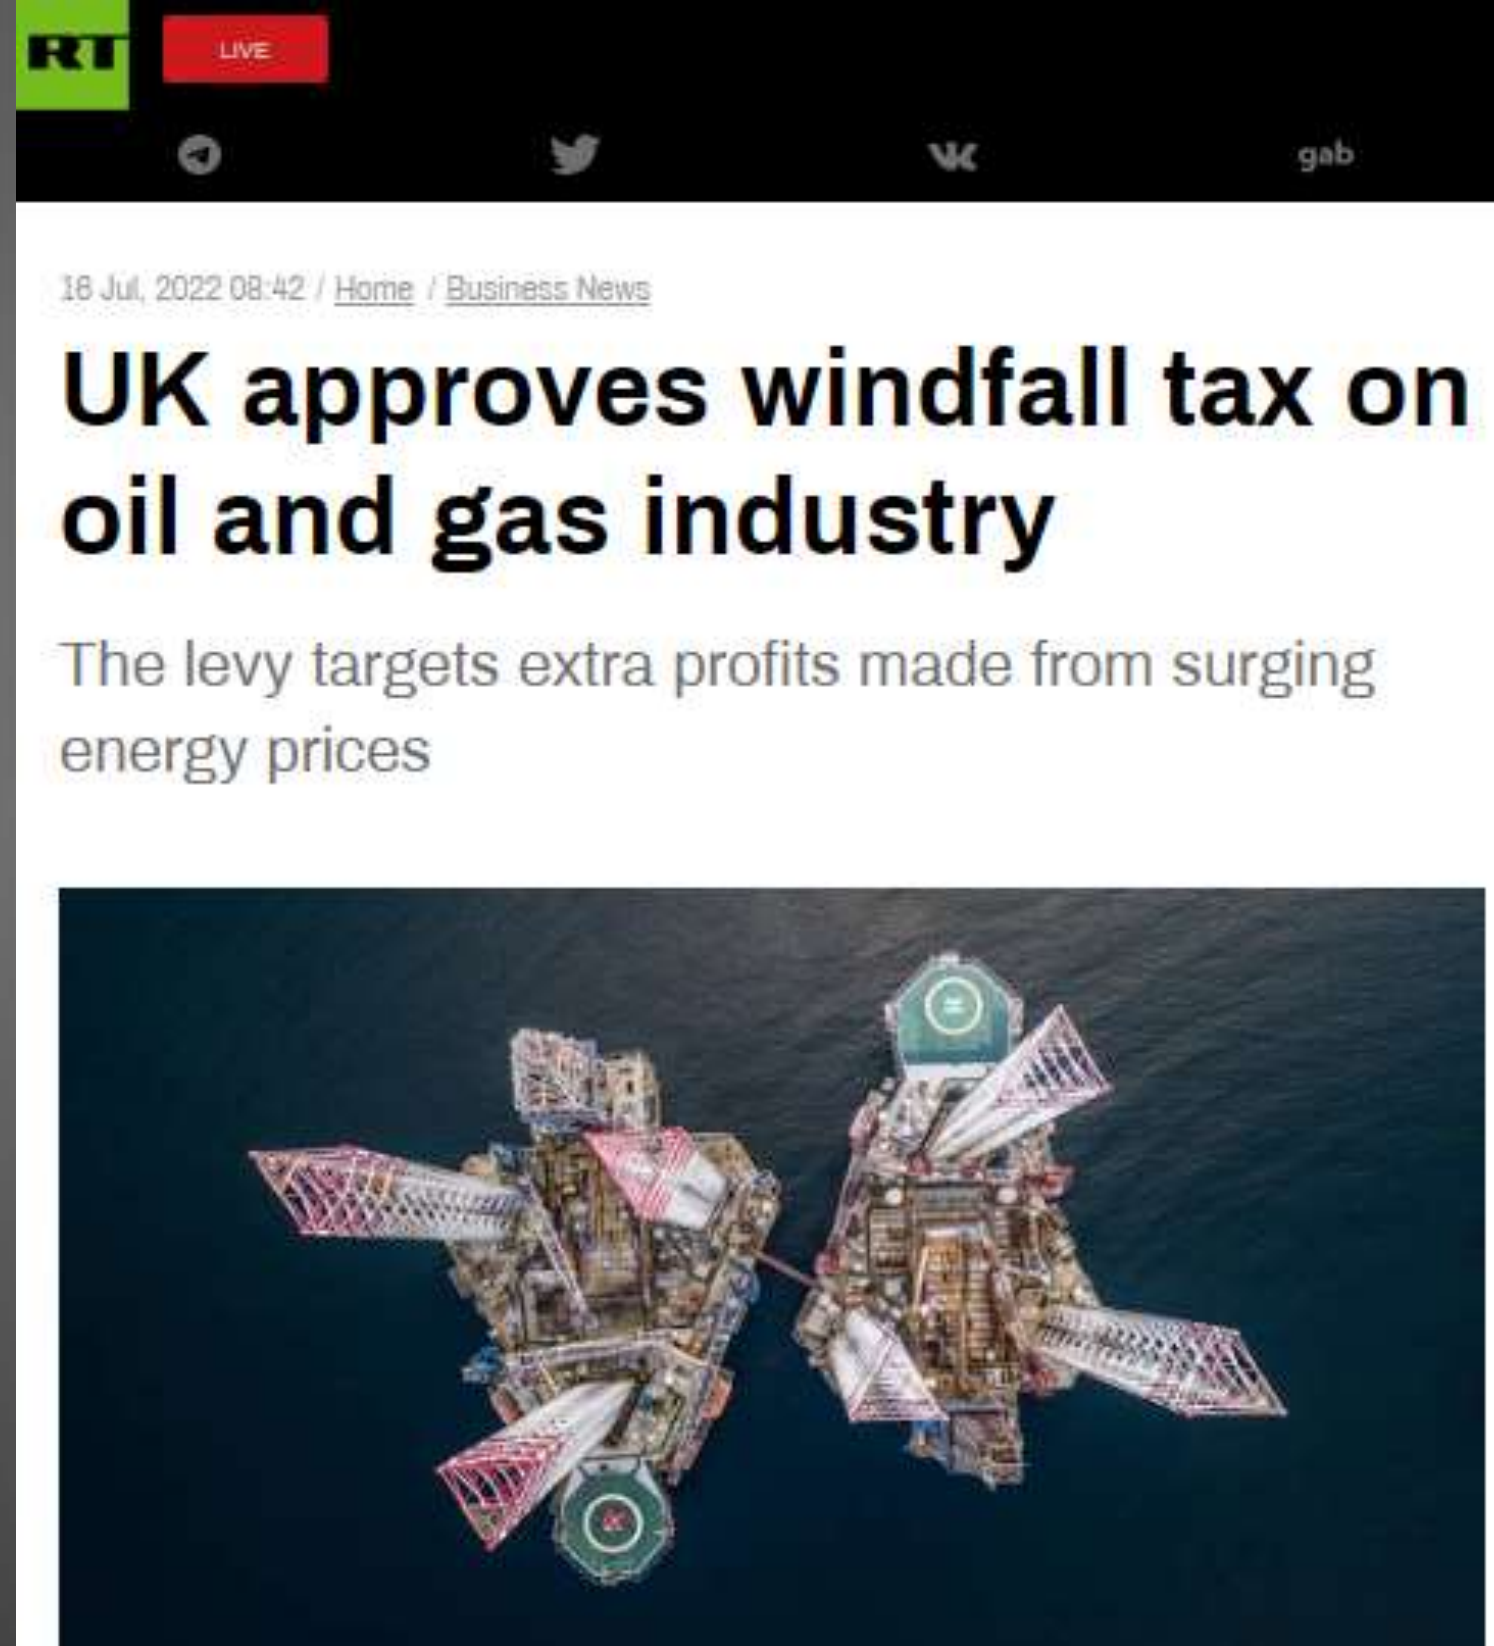 RT
LIVE
gab
16 Jul, 2022 08:42 / Home / Business News
UK approves windfall tax on
oil and gas industry
The levy targets extra profits made from surging
energy prices